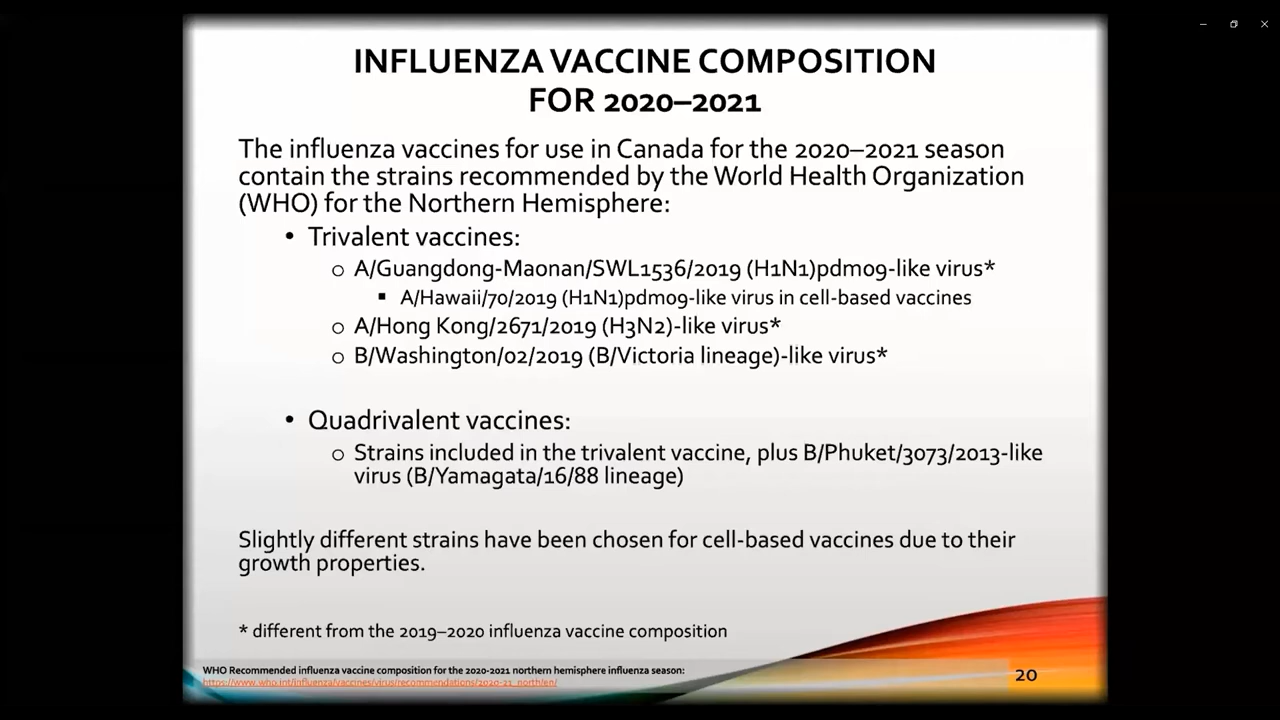 INFLUENZA VACCINE COMPOSITION
FOR 2020–2021
The influenza vaccines for use in Canada for the 2020–2021 season
contain the strains recommended by the World Health Organization
(WHO) for the Northern Hemisphere:
• Trivalent vaccines:
o A/Guangdong-Maonan/SWL1536/2019 (H1N1)pdm09-like virus*
▪ A/Hawaii/70/2019 (H1N1)pdm09-like virus in cell-based vaccines
o A/Hong Kong/2671/2019 (H3N2)-like virus*
o B/Washington/02/2019 (B/Victoria lineage)-like virus*
• Quadrivalent vaccines:
o Strains included in the trivalent vaccine, plus B/Phuket/3073/2013-like
virus (B/Yamagata/16/88 lineage)
Slightly different strains have been chosen for cell-based vaccines due to their
growth properties.
* different from the 2019–2020 influenza vaccine composition
WHO Recommended influenza vaccine composition for the 2020-2021 northern hemisphere influenza season:
https://www.who.int/influenza/vaccines/virus/recommendations/2020-21_north/en/
20